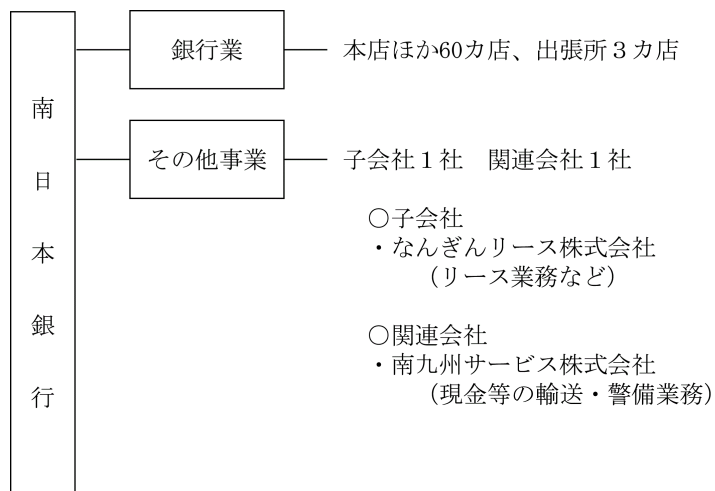 南日本銀行
銀行業
本店ほか60カ店、出張所３カ店
その他事業
子会社１社　関連会社１社
○子会社
・なんぎんリース株式会社
（リース業務など）
○関連会社
・南九州サービス株式会社
（現金等の輸送・警備業務）